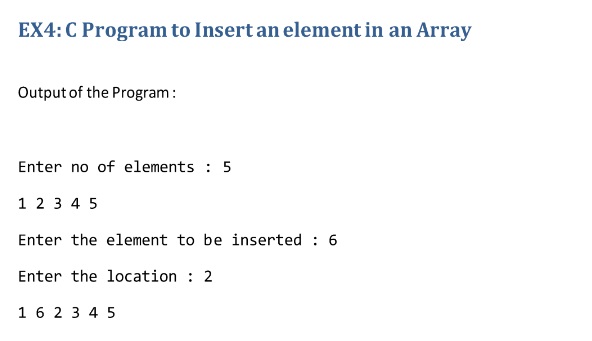 EX4: C Program to Insert an element in an Array
Output of the Program :
Enter no of elements : 5
1 2 3 4 5
Enter the element to be inserted : 6
Enter the location : 2
1 6 2 3 4 5